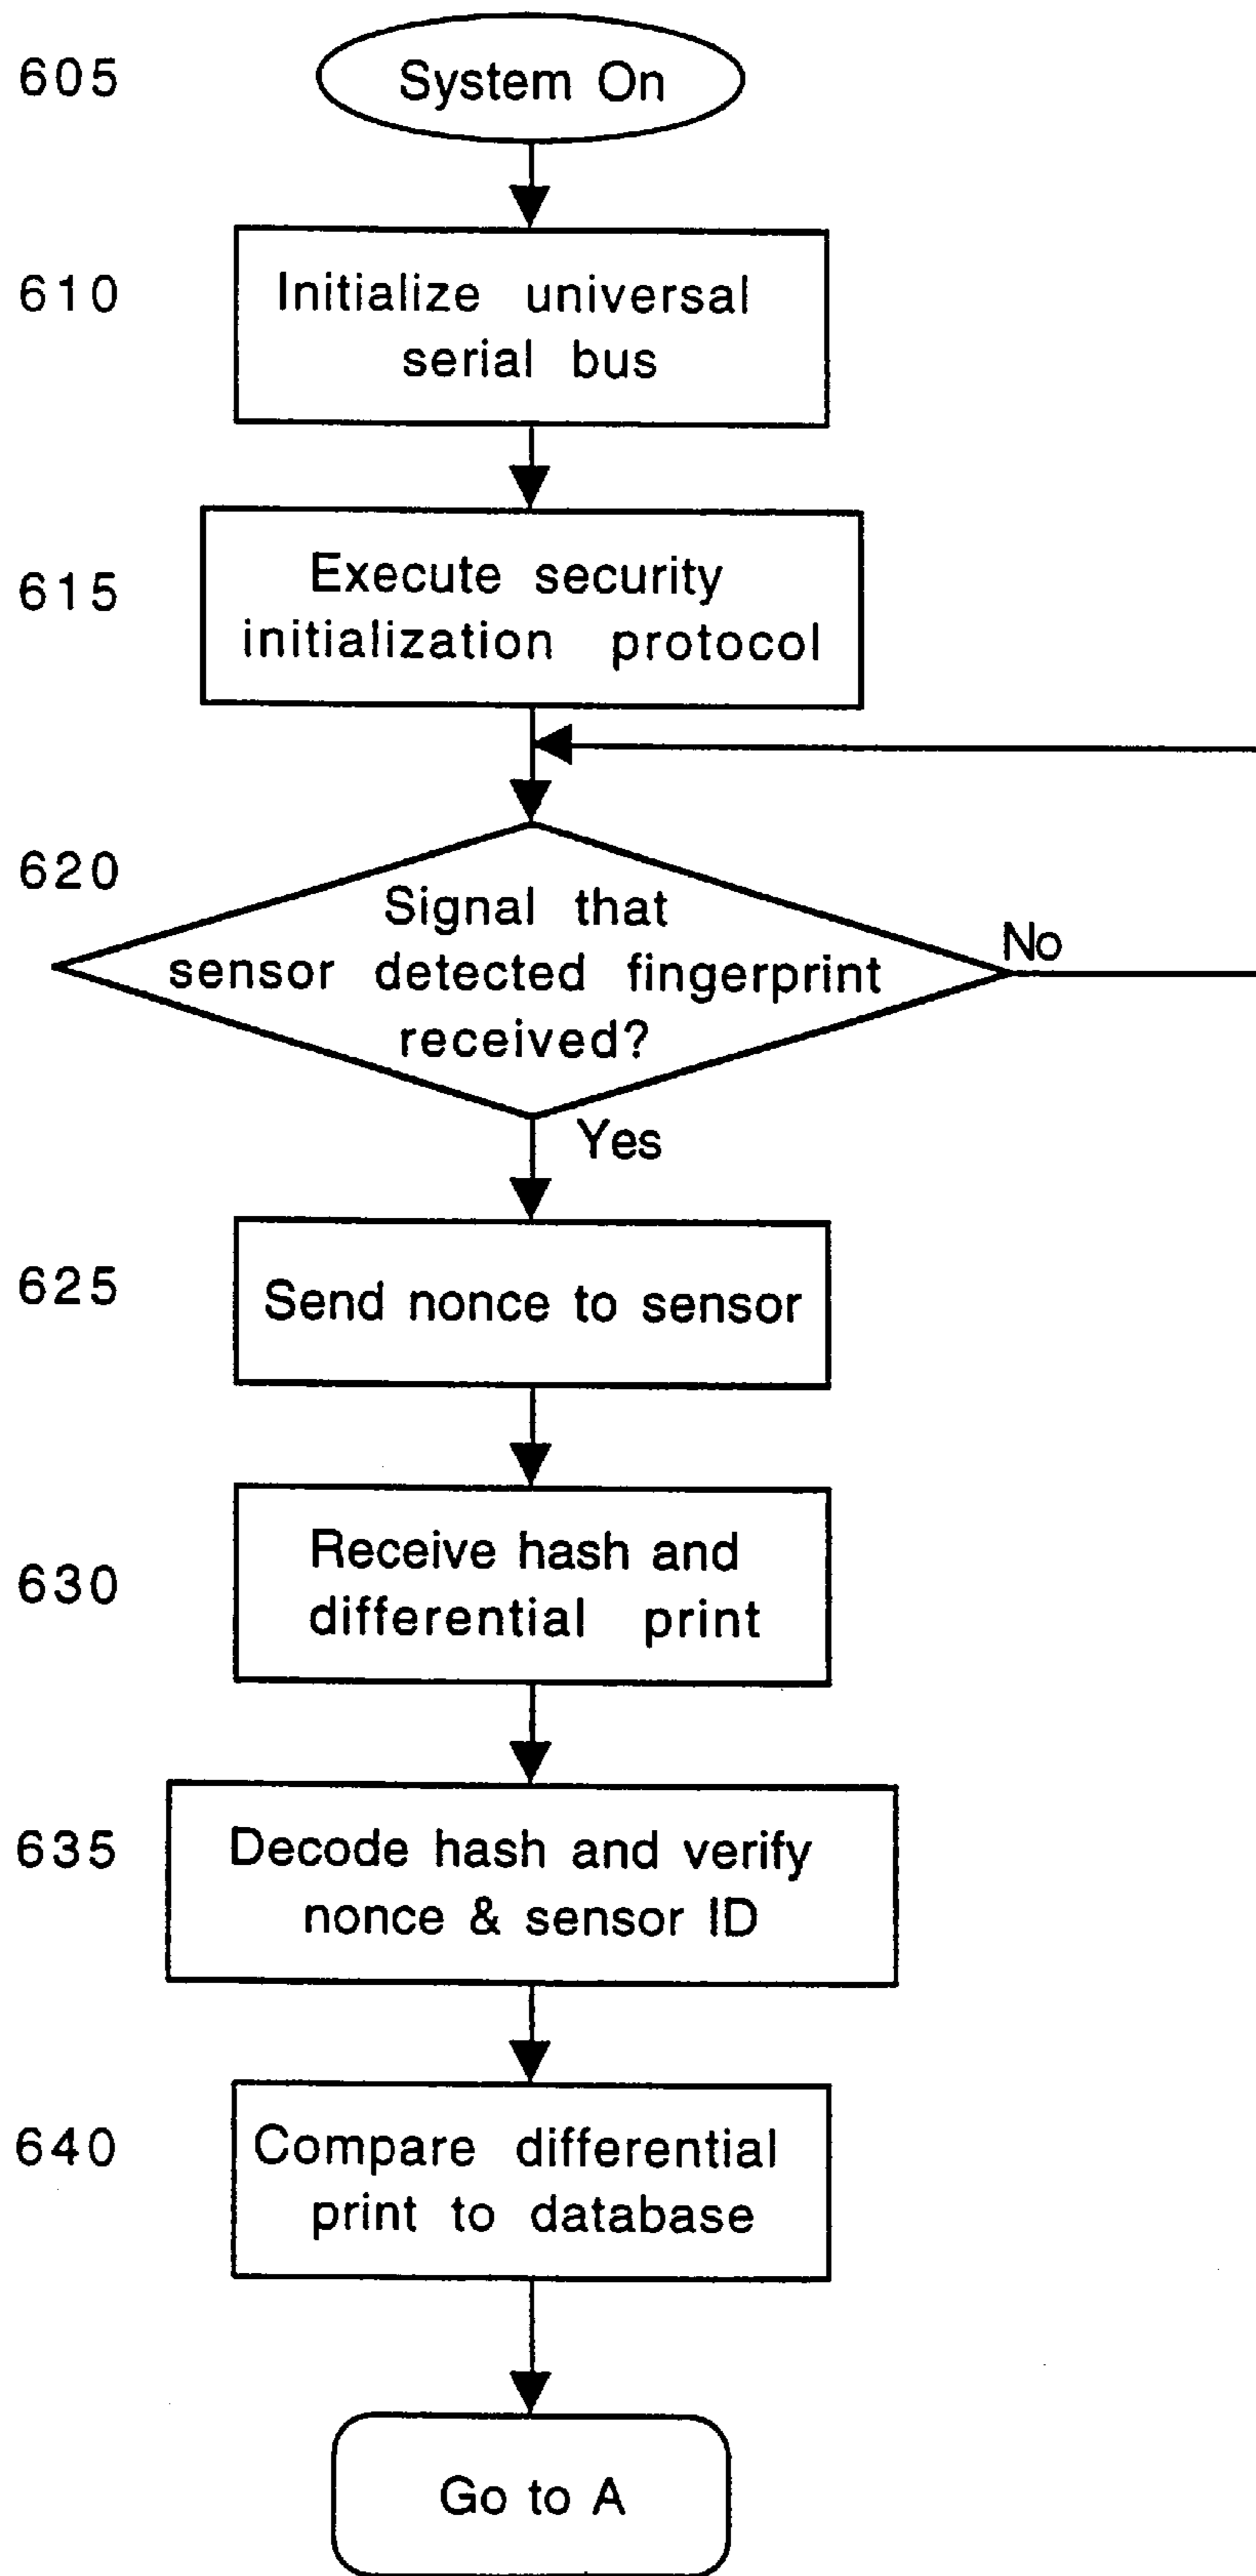 605
System On
610
Initialize universal
serial bus
615
Execute security
initialization protocol
620
Signal that
sensor detected fingerprint
received?
No
Yes
625
Send nonce to sensor
630
Receive hash and
differential print
635
Decode hash and verify
nonce & sensor ID
640
Compare differential
print to database
Go to A